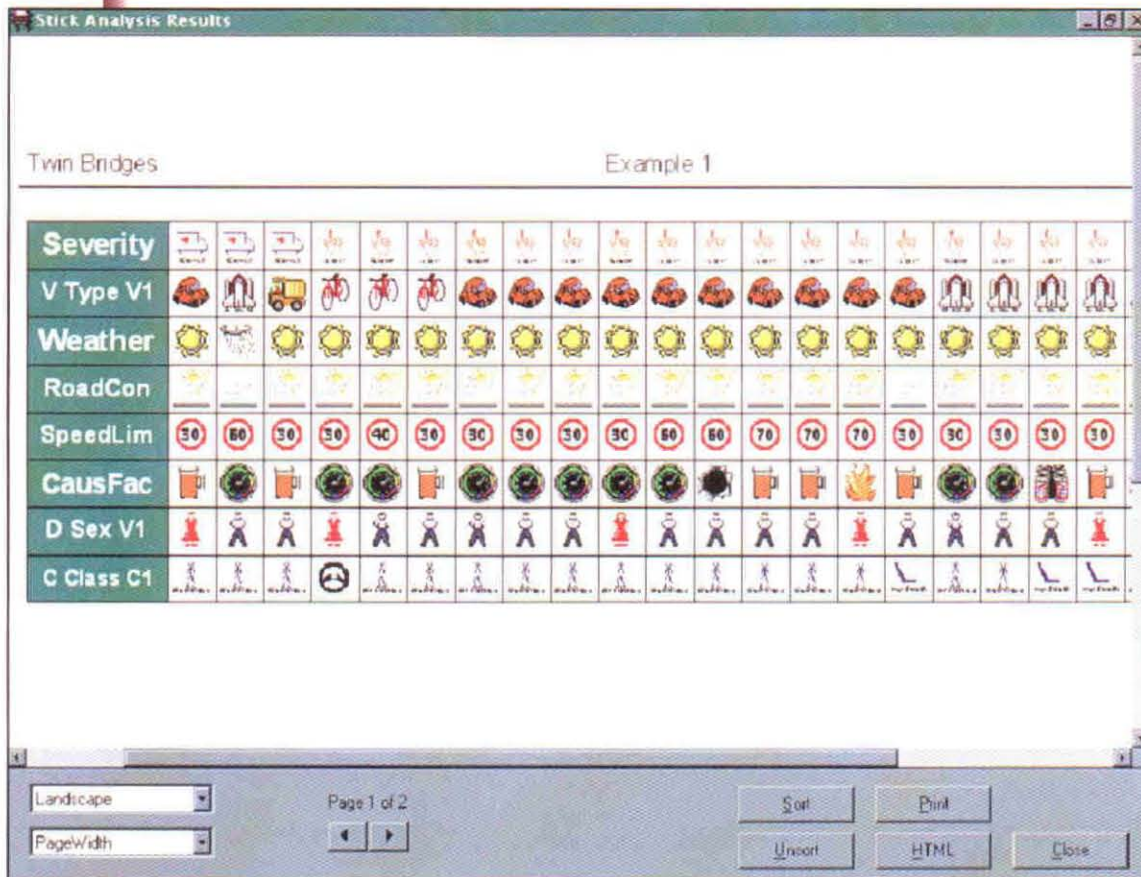 Stick Analysis Results
Twin Bridges Example 1
Severity
V Type V1
Weather
RoadCon
SpeedLim 30 60 30 30 40 30 30 30 30 30 60 60 70 70 70 30 30 30 30 30
CausFac
D Sex V1
C Class C1
Landscape Page 1 of 2 Sort Print
PageWidth Unsort HTML Close